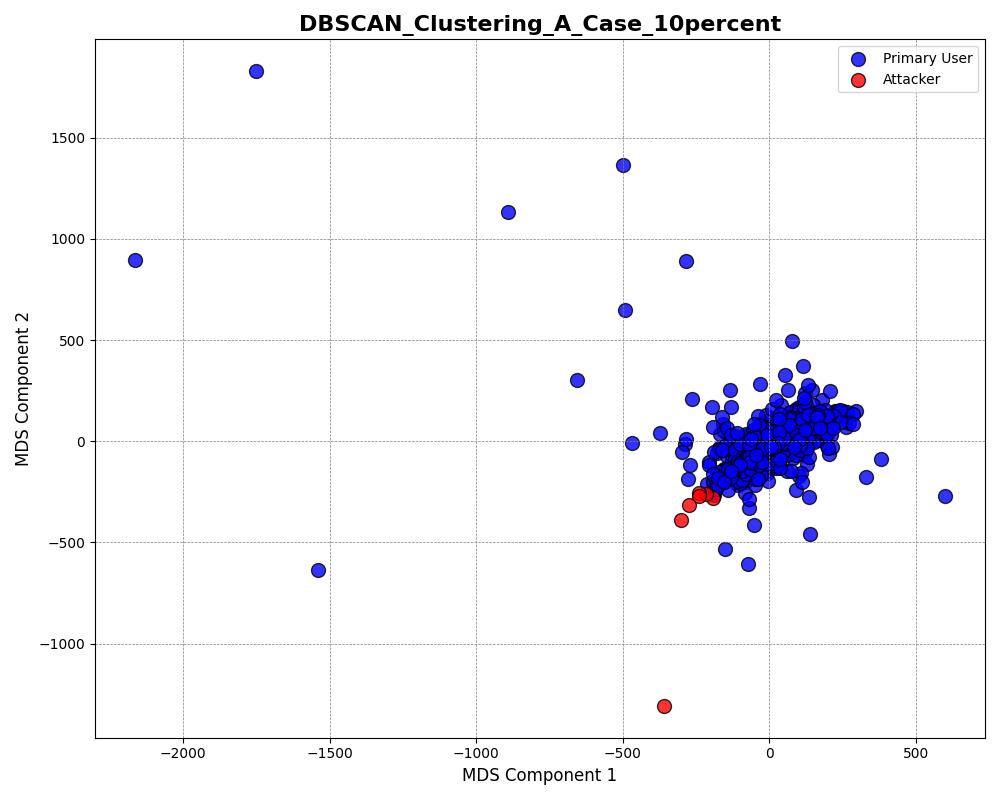 DBSCAN_Clustering_A_Case_10percent
Primary User
Attacker
MDS Component 2
1500
1000
500
0
−500
−1000
−2000
−1500
−1000
−500
0
500
MDS Component 1